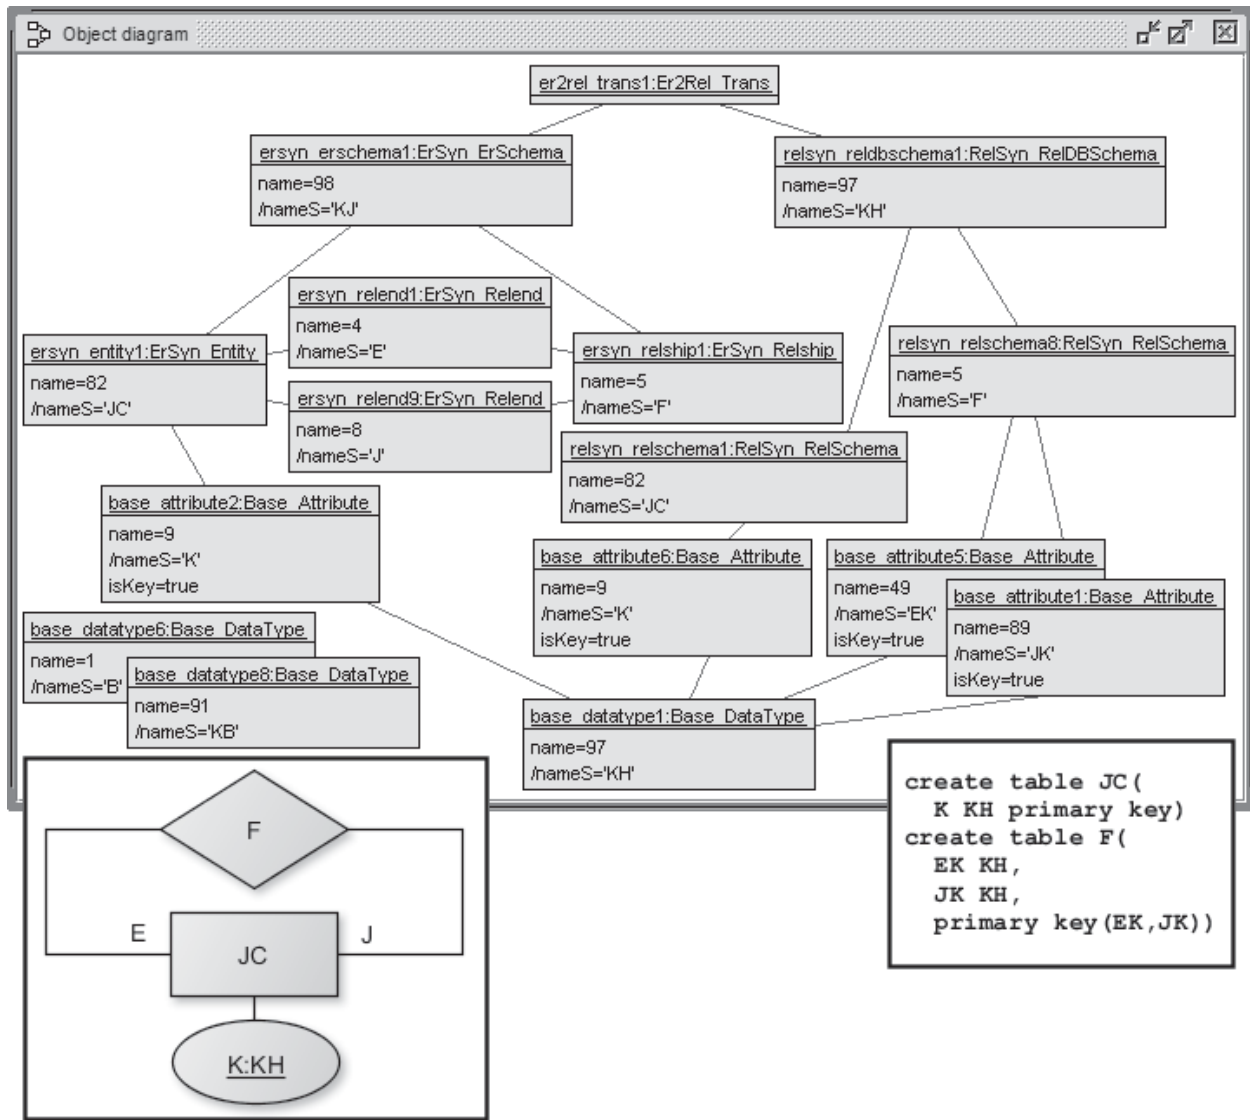 Object diagram
er2rel_trans1:Er2Rel_Trans
ersyn_erschema1:ErSyn_ErSchema
name=98
/nameS='KJ'
relsyn_reldbschema1:RelSyn_RelDBSchema
name=97
/nameS='KH'
ersyn_relend1:ErSyn_Relend
name=4
/nameS='E'
ersyn_entity1:ErSyn_Entity
name=82
/nameS='JC'
ersyn_relship1:ErSyn_Relship
name=5
/nameS='F'
relsyn_relschema8:RelSyn_RelSchema
name=5
/nameS='F'
ersyn_relend9:ErSyn_Relend
name=8
/nameS='J'
relsyn_relschema1:RelSyn_RelSchema
name=82
/nameS='JC'
base_attribute2:Base_Attribute
name=9
/nameS='K'
isKey=true
base_attribute6:Base_Attribute
name=9
/nameS='K'
isKey=true
base_attribute5:Base_Attribute
name=49
/nameS='EK'
isKey=true
base_attribute1:Base_Attribute
name=89
/nameS='JK'
isKey=true
base_datatype6:Base_DataType
name=1
/nameS='B'
base_datatype8:Base_DataType
name=91
/nameS='KB'
base_datatype1:Base_DataType
name=97
/nameS='KH'
F
E
J
JC
K:KH
create table JC(
K KH primary key)
create table F(
EK KH,
JK KH,
primary key(EK,JK))